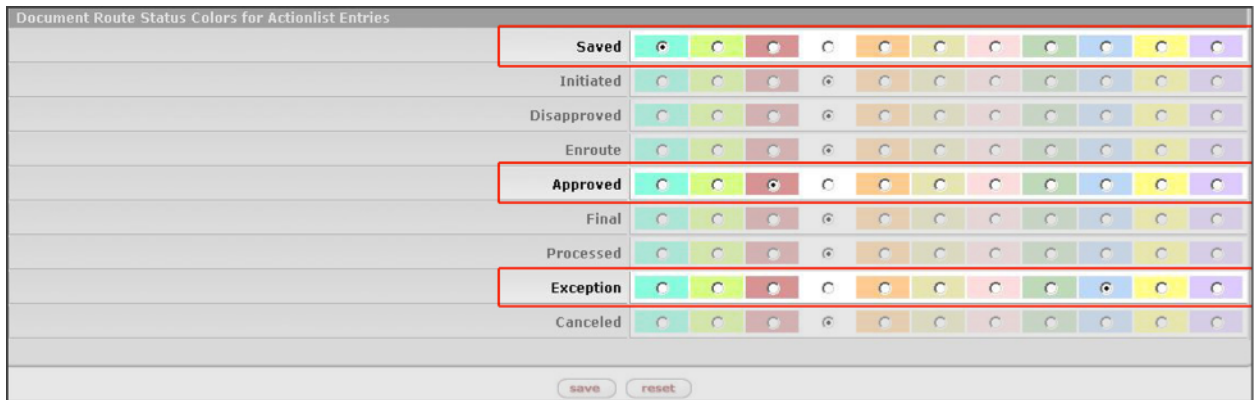 Document Route Status Colors for Actionlist Entries
Saved
Initiated
Disapproved
Enroute
Approved
Final
Processed
Exception
Canceled
save reset